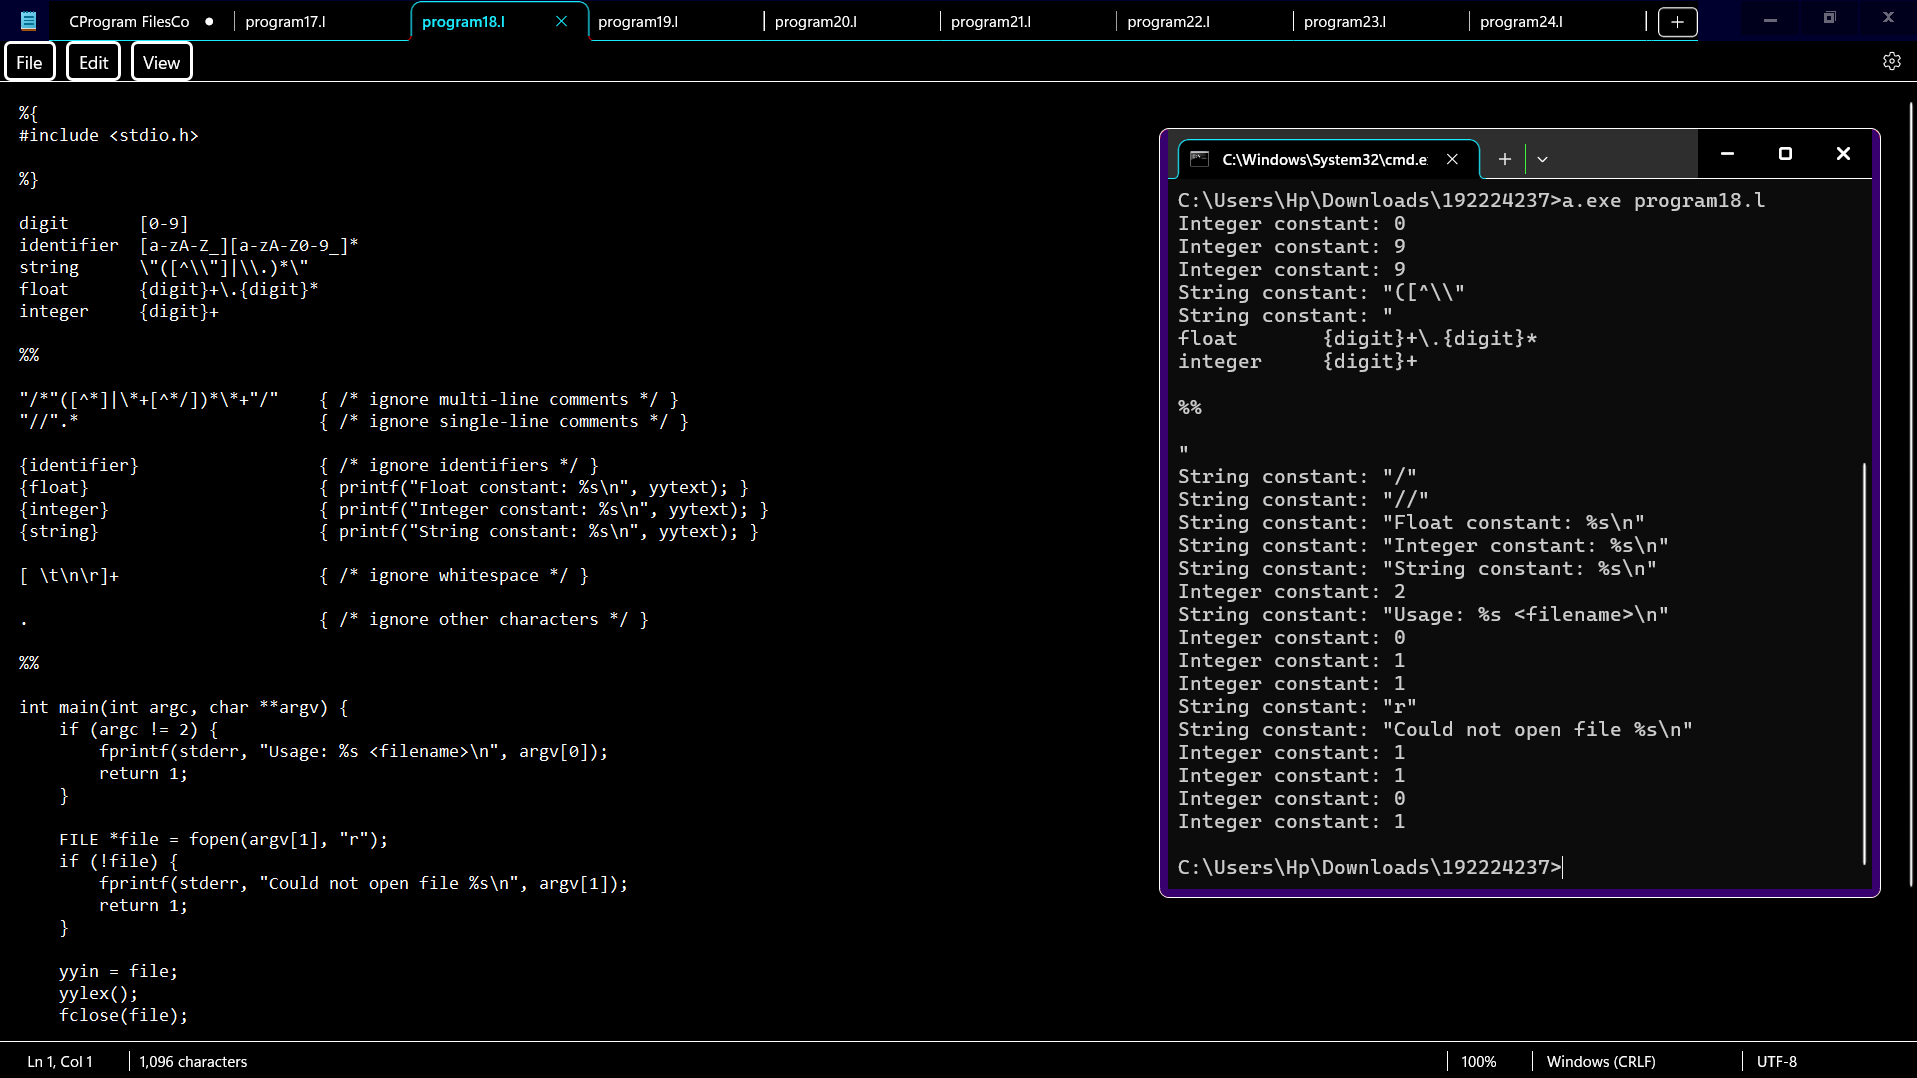 CProgram FilesCo
program17.l
program18.l
program19.l
program20.l
program21.l
program22.l
program23.l
program24.l
File
Edit
View
%{
#include <stdio.h>
%}
digit       [0-9]
identifier  [a-zA-Z_][a-zA-Z0-9_]*
string      \"([^\\"]|\\.)*\"
float       {digit}+\.{digit}*
integer     {digit}+
%%
"/*"([^*]|\*+[^*/])*\*+"/"    { /* ignore multi-line comments */ }
"//".*                        { /* ignore single-line comments */ }
{identifier}                  { /* ignore identifiers */ }
{float}                       { printf("Float constant: %s\n", yytext); }
{integer}                     { printf("Integer constant: %s\n", yytext); }
{string}                      { printf("String constant: %s\n", yytext); }
[ \t\n\r]+                    { /* ignore whitespace */ }
.                             { /* ignore other characters */ }
%%
int main(int argc, char **argv) {
    if (argc != 2) {
        fprintf(stderr, "Usage: %s <filename>\n", argv[0]);
        return 1;
    }
    FILE *file = fopen(argv[1], "r");
    if (!file) {
        fprintf(stderr, "Could not open file %s\n", argv[1]);
        return 1;
    }
    yyin = file;
    yylex();
    fclose(file);
C:\Windows\System32\cmd.e
C:\Users\Hp\Downloads\192224237>a.exe program18.l
Integer constant: 0
Integer constant: 9
Integer constant: 9
String constant: "([^\\"
String constant: "
float       {digit}+\.{digit}*
integer     {digit}+
%%
"
String constant: "/"
String constant: "//"
String constant: "Float constant: %s\n"
String constant: "Integer constant: %s\n"
String constant: "String constant: %s\n"
Integer constant: 2
String constant: "Usage: %s <filename>\n"
Integer constant: 0
Integer constant: 1
Integer constant: 1
String constant: "r"
String constant: "Could not open file %s\n"
Integer constant: 1
Integer constant: 1
Integer constant: 0
Integer constant: 1
C:\Users\Hp\Downloads\192224237>
Ln 1, Col 1
1,096 characters
100%
Windows (CRLF)
UTF-8